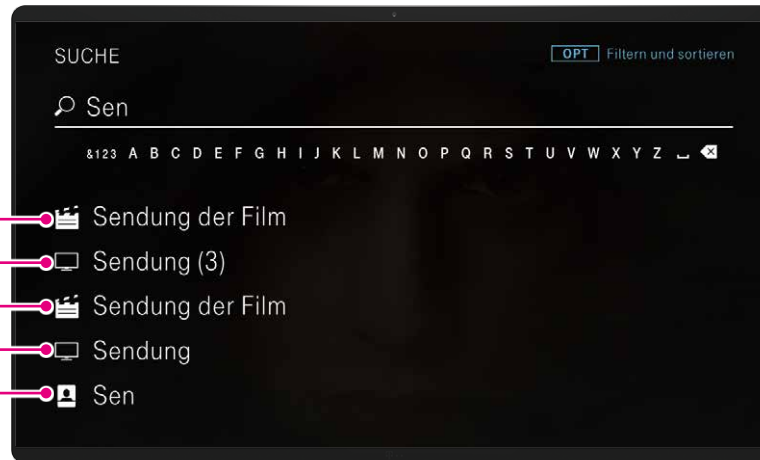 SUCHE
OPT Filtern und sortieren
Sen
&123 A B C D E F G H I J K L M N O P Q R S T U V W X Y Z
Sendung der Film
Sendung (3)
Sendung der Film
Sendung
Sen